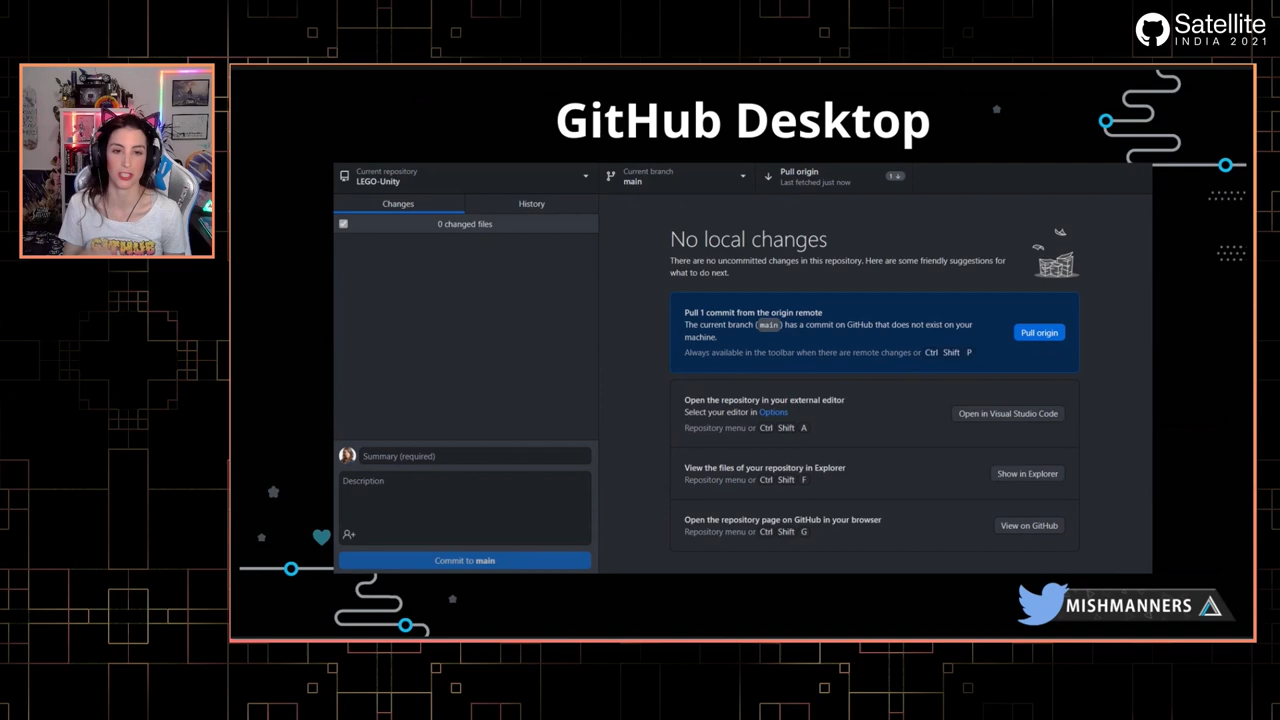 Satellite
INDIA 2021
GitHub Desktop
Current repository
LEGO-Unity
Current branch
main
Pull origin
Last fetched just now
1
Changes
History
0 changed files
No local changes
There are no uncommitted changes in this repository. Here are some friendly suggestions for
what to do next.
Pull 1 commit from the origin remote
The current branch (main) has a commit on GitHub that does not exist on your
machine.
Always available in the toolbar when there are remote changes or Ctrl Shift P
Pull origin
Open the repository in your external editor
Select your editor in Options
Repository menu or Ctrl Shift A
Open in Visual Studio Code
View the files of your repository in Explorer
Repository menu or Ctrl Shift F
Show in Explorer
Open the repository page on GitHub in your browser
Repository menu or Ctrl Shift G
View on GitHub
Summary (required)
Description
Commit to main
MISHMANNERS